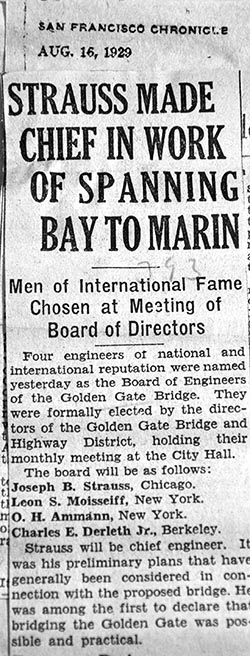 SAN FRANCISCO CHRONICLE
AUG. 16, 1929
STRAUSS MADE
CHIEF IN WORK
OF SPANNING
BAY TO MARIN
793
Men of International Fame
Chosen at Meeting of
Board of Directors
Four engineers of national and
international reputation were named
yesterday as the Board of Engineers
of the Golden Gate Bridge. They
were formally elected by the direc-
tors of the Golden Gate Bridge and
Highway District, holding their
monthly meeting at the City Hall.
The board will be as follows:
Joseph B. Strauss, Chicago.
Leon S. Moisseiff, New York.
O. H. Ammann, New York.
Charles E. Derleth Jr., Berkeley.
Strauss will be chief engineer. It
was his preliminary plans that have
generally been considered in con-
nection with the proposed bridge. He
was among the first to declare that
bridging the Golden Gate was pos-
sible and practical.